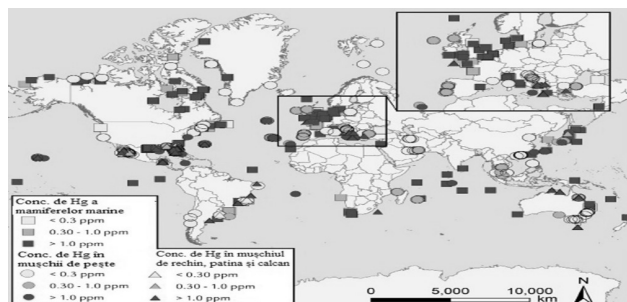 Conc. de Hg a
mamiferelor marine
< 0.3 ppm
0.30 - 1.0 ppm
> 1.0 ppm
Conc. de Hg în
mușchii de pește
< 0.3 ppm
0.30 - 1.0 ppm
> 1.0 ppm
Conc. de Hg în mușchiul
de rechin, patina și calcan
< 0.30 ppm
0.30 - 1.0 ppm
> 1.0 ppm
0 5,000 10,000
km
N